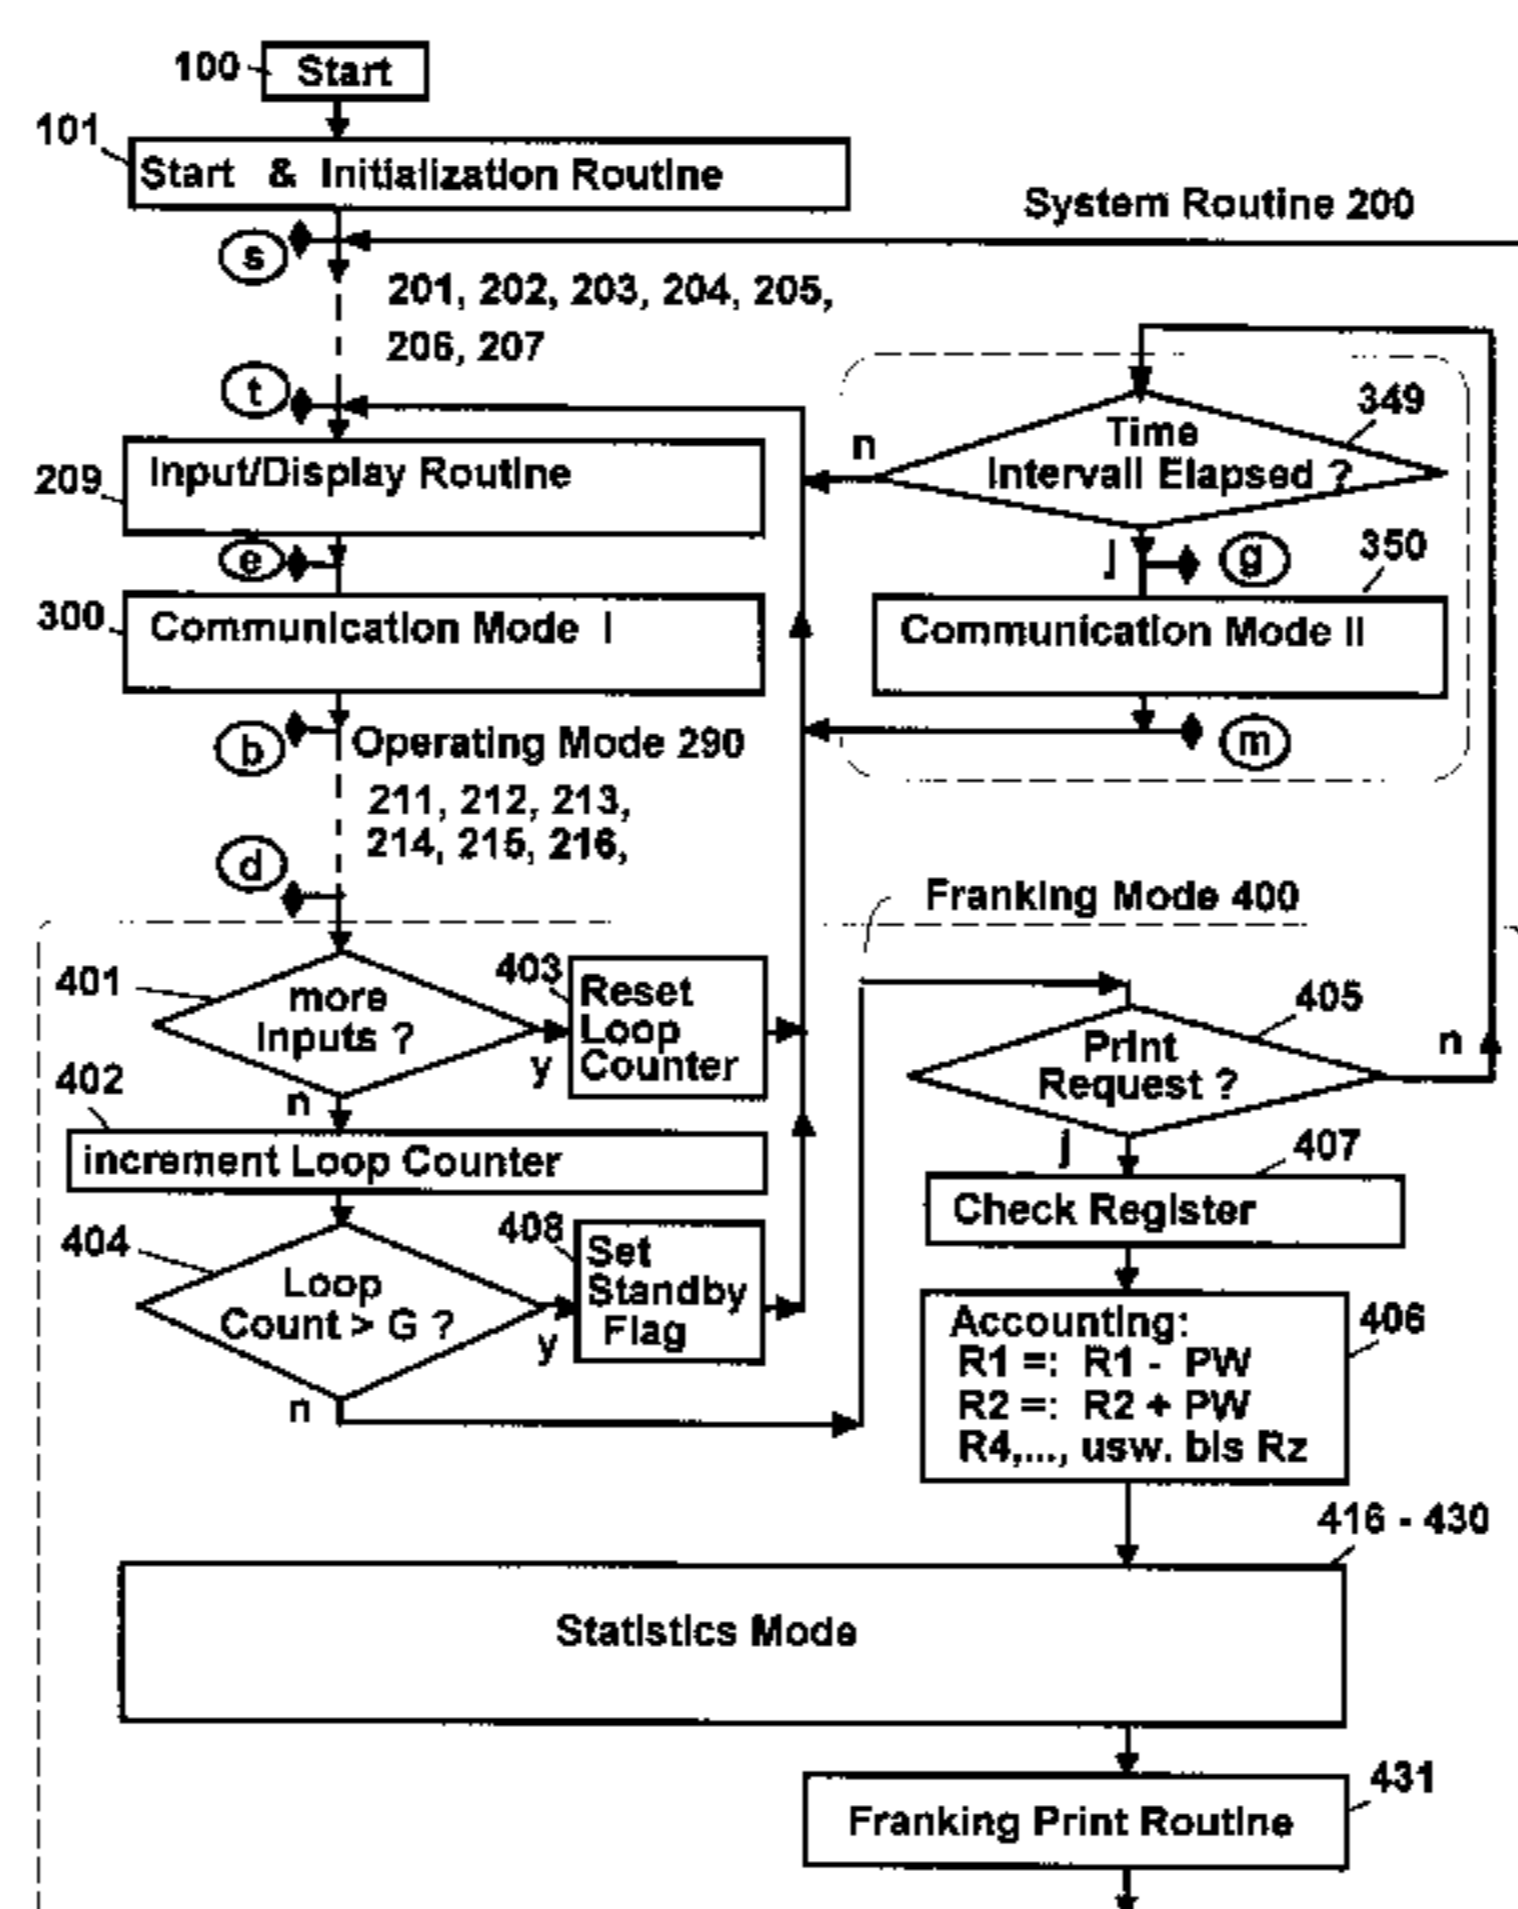 100
Start
101
Start & Initialization Routine
System Routine 200
s
201, 202, 203, 204, 205,
206, 207
t
209
Input/Display Routine
e
300
Communication Mode I
b
Operating Mode 290
211, 212, 213,
214, 215, 216,
d
349
Time
Intervall Elapsed ?
n
j
g
350
Communication Mode II
m
Franking Mode 400
401
more
Inputs ?
y
n
403
Reset
Loop
Counter
402
increment Loop Counter
404
Loop
Count > G ?
y
n
408
Set
Standby
Flag
405
Print
Request ?
n
j
407
Check Register
406
Accounting:
R1 =: R1 - PW
R2 =: R2 + PW
R4,..., usw. bis Rz
416 - 430
Statistics Mode
431
Franking Print Routine